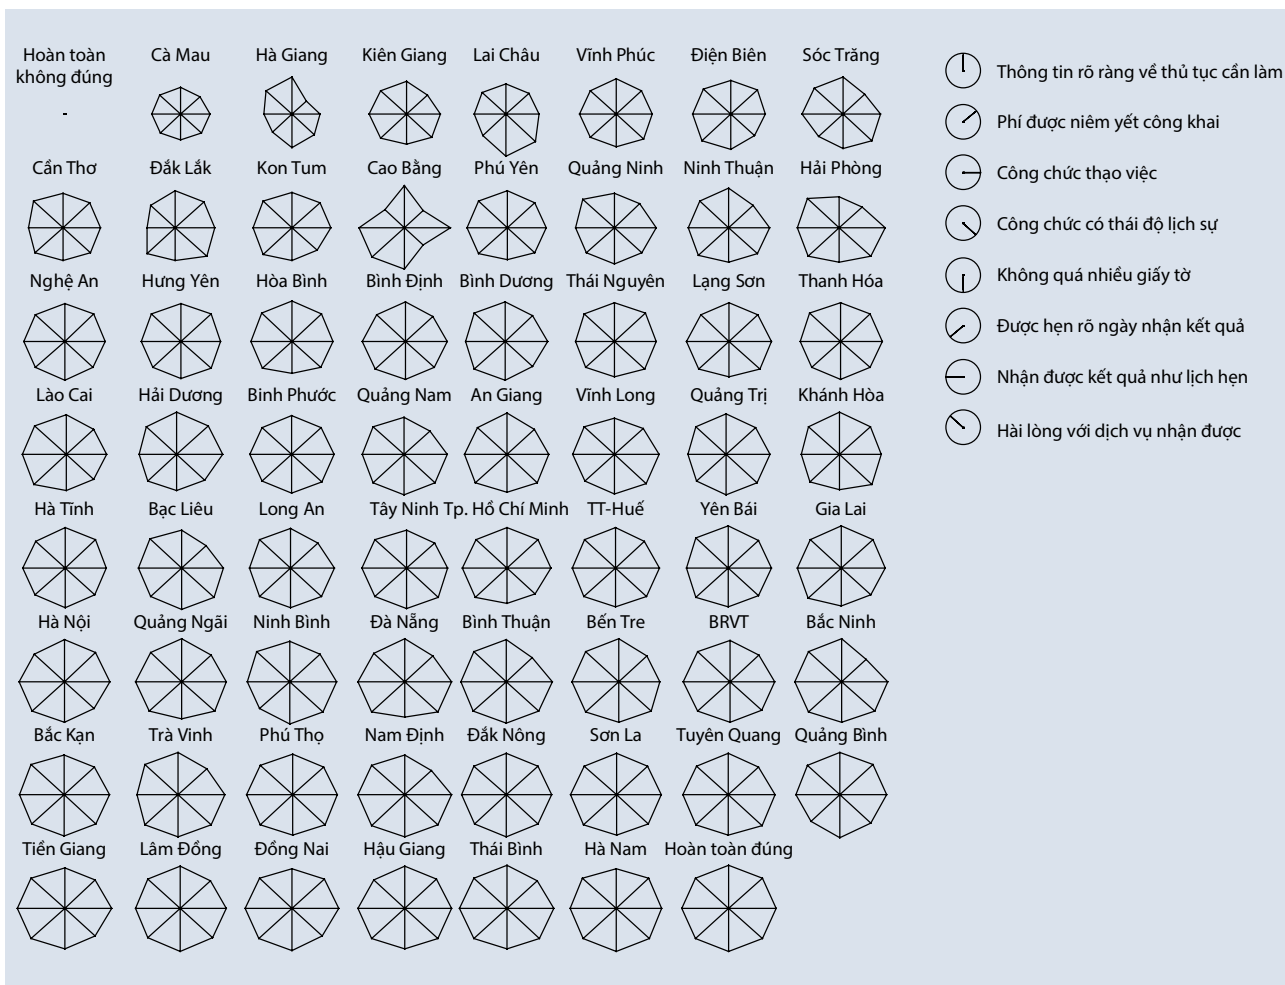 Hoàn toàn
không đúng
Cà Mau
Hà Giang
Kiên Giang
Lai Châu
Vĩnh Phúc
Điện Biên
Sóc Trăng
Cần Thơ
Đắk Lắk
Kon Tum
Cao Bằng
Phú Yên
Quảng Ninh
Ninh Thuận
Hải Phòng
Nghệ An
Hưng Yên
Hòa Bình
Bình Định
Bình Dương
Thái Nguyên
Lạng Sơn
Thanh Hóa
Lào Cai
Hải Dương
Binh Phước
Quảng Nam
An Giang
Vĩnh Long
Quảng Trị
Khánh Hòa
Hà Tĩnh
Bạc Liêu
Long An
Tây Ninh
Tp. Hồ Chí Minh
TT-Huế
Yên Bái
Gia Lai
Hà Nội
Quảng Ngãi
Ninh Bình
Đà Nẵng
Bình Thuận
Bến Tre
BRVT
Bắc Ninh
Bắc Kạn
Trà Vinh
Phú Thọ
Nam Định
Đắk Nông
Sơn La
Tuyên Quang
Quảng Bình
Tiền Giang
Lâm Đồng
Đồng Nai
Hậu Giang
Thái Bình
Hà Nam
Hoàn toàn đúng
Thông tin rõ ràng về thủ tục cần làm
Phí được niêm yết công khai
Công chức thạo việc
Công chức có thái độ lịch sự
Không quá nhiều giấy tờ
Được hẹn rõ ngày nhận kết quả
Nhận được kết quả như lịch hẹn
Hài lòng với dịch vụ nhận được